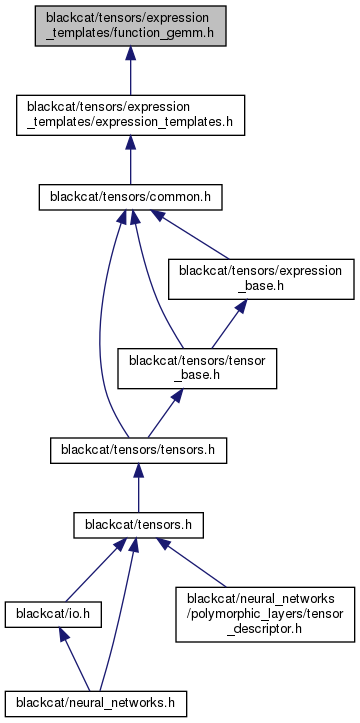 blackcat/tensors/expression
_templates/function_gemm.h
blackcat/tensors/expression
_templates/expression_templates.h
blackcat/tensors/common.h
blackcat/tensors/expression
_base.h
blackcat/tensors/tensor
_base.h
blackcat/tensors/tensors.h
blackcat/tensors.h
blackcat/io.h
blackcat/neural_networks
/polymorphic_layers/tensor
_descriptor.h
blackcat/neural_networks.h